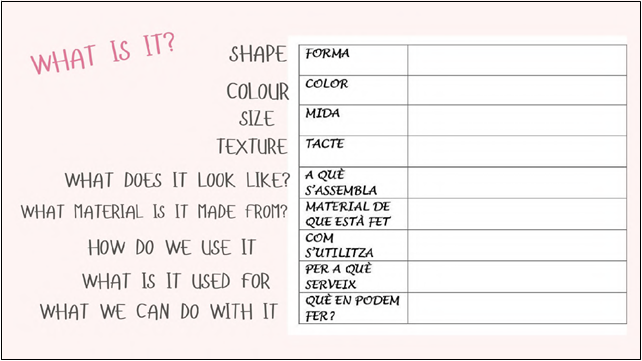 WHAT IS IT?
SHAPE
COLOUR
SIZE
TEXTURE
WHAT DOES IT LOOK LIKE?
WHAT MATERIAL IS IT MADE FROM?
HOW DO WE USE IT
WHAT IS IT USED FOR
WHAT WE CAN DO WITH IT
FORMA
COLOR
MIDA
TACTE
A QUÈ
S'ASSEMBLA
MATERIAL DE
QUE ESTÀ FET
COM
S'UTILITZA
PER A QUÈ
SERVEIX
QUÈ EN PODEM
FER?